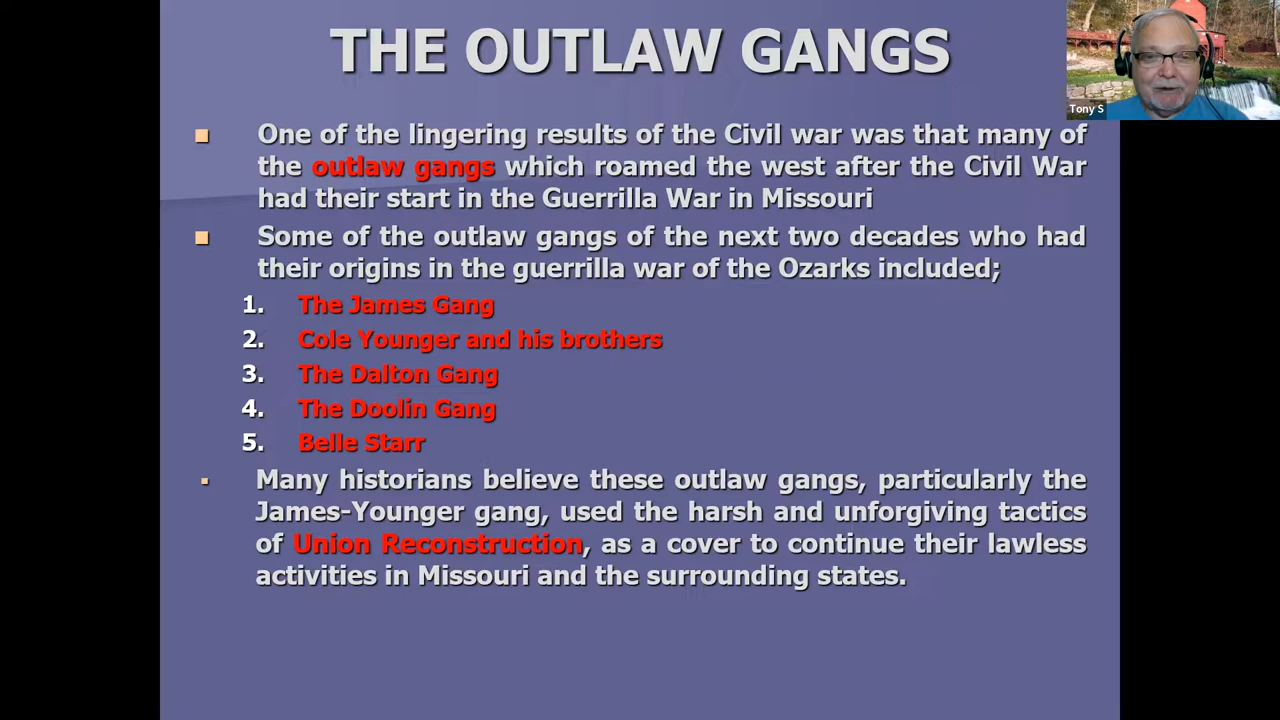 THE OUTLAW GANGS
Tony S
One of the lingering results of the Civil war was that many of
the outlaw gangs which roamed the west after the Civil War
had their start in the Guerrilla War in Missouri
Some of the outlaw gangs of the next two decades who had
their origins in the guerrilla war of the Ozarks included;
1. The James Gang
2. Cole Younger and his brothers
3. The Dalton Gang
4. The Doolin Gang
5. Belle Starr
Many historians believe these outlaw gangs, particularly the
James-Younger gang, used the harsh and unforgiving tactics
of Union Reconstruction, as a cover to continue their lawless
activities in Missouri and the surrounding states.